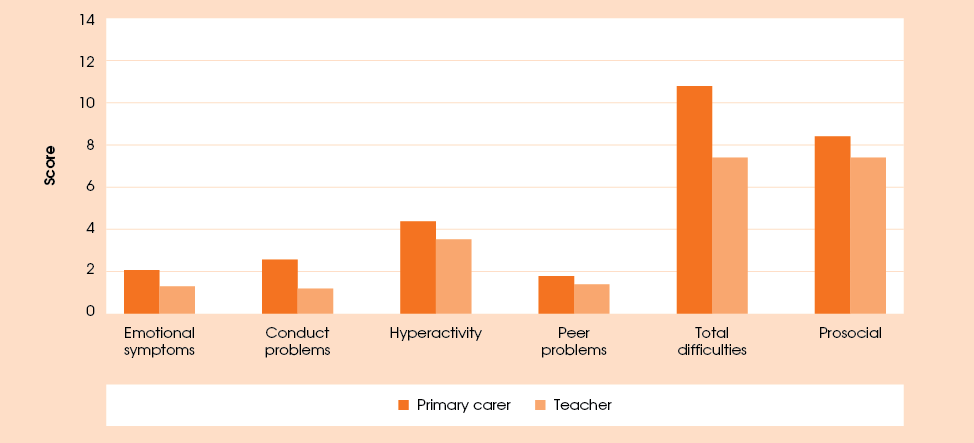 14
12
10
8
6
4
2
0
Score
Emotional
symptoms
Conduct
problems
Hyperactivity
Peer
problems
Total
difficulties
Prosocial
Primary carer
Teacher